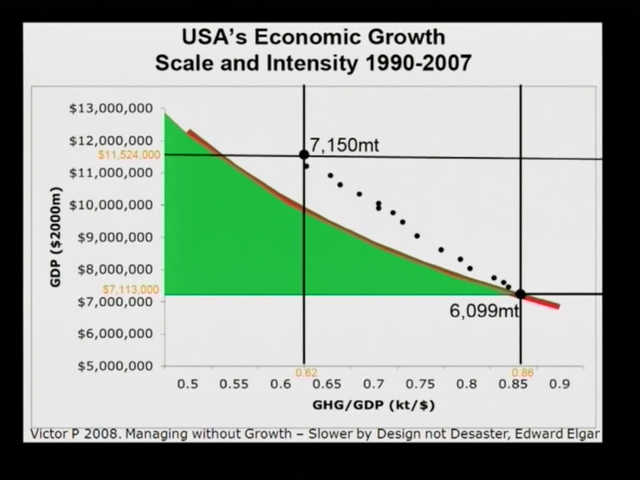 USA's Economic Growth
Scale and Intensity 1990-2007
$13,000,000
$12,000,000
$11,524,000
$11,000,000
$10,000,000
$9,000,000
$8,000,000
$7,113,000
$7,000,000
$6,000,000
$5,000,000
GDP ($2000m)
7,150mt
6,099mt
0.62
0.86
0.5 0.55 0.6 0.65 0.7 0.75 0.8 0.85 0.9
GHG/GDP (kt/$)
Victor P 2008. Managing without Growth – Slower by Design not Desaster, Edward Elgar